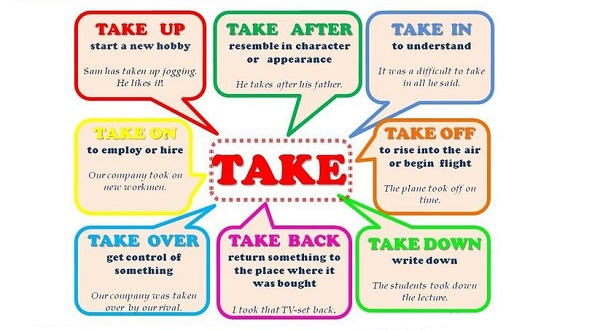 TAKE UP
start a new hobby
Sam has taken up jogging.
He likes it!
TAKE AFTER
resemble in character
or appearance
He takes after his father.
TAKE IN
to understand
It was a difficult to take
in all he said.
TAKE ON
to employ or hire
Our company took on
new workmen.
TAKE
TAKE OFF
to rise into the air
or begin flight
The plane took off on
time.
TAKE OVER
get control of
something
Our company was taken
over by our rival.
TAKE BACK
return something to
the place where it
was bought
I took that TV-set back.
TAKE DOWN
write down
The students took down
the lecture.